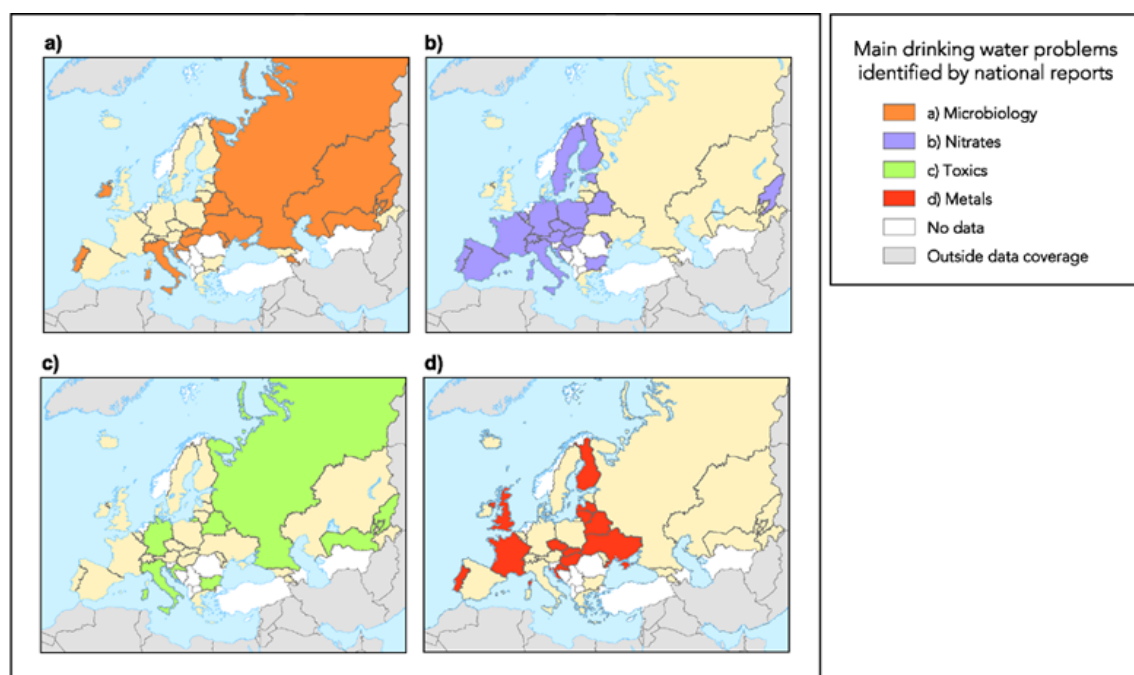 a)
b)
c)
d)
Main drinking water problems
identified by national reports
a) Microbiology
b) Nitrates
c) Toxics
d) Metals
No data
Outside data coverage